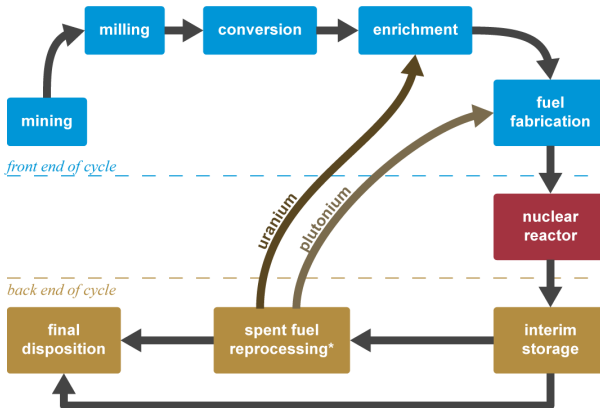 milling
conversion
enrichment
mining
fuel
fabrication
front end of cycle
uranium
plutonium
nuclear
reactor
back end of cycle
final
disposition
spent fuel
reprocessing*
interim
storage